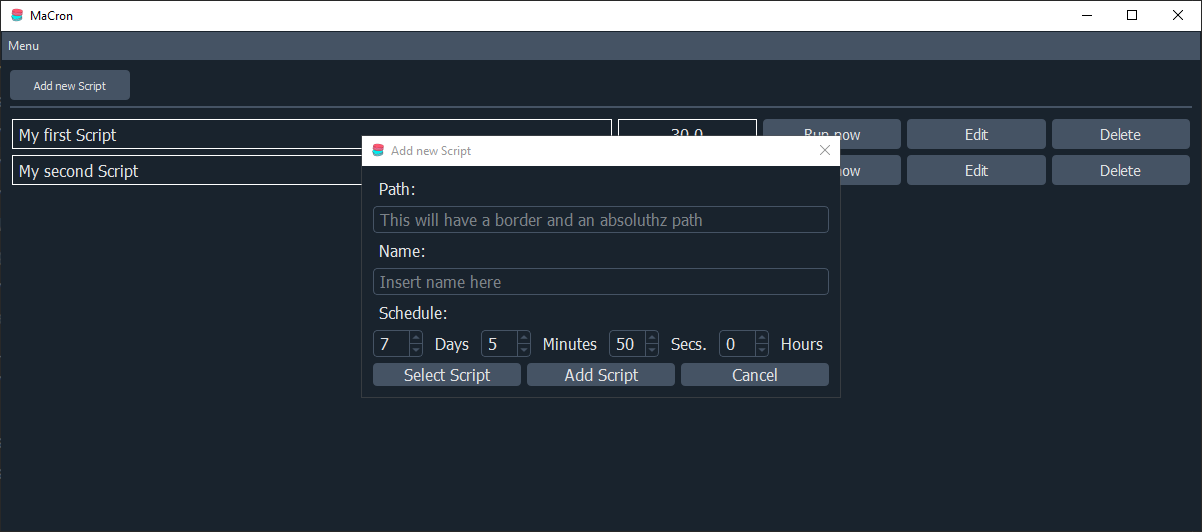 MaCron
Menu
Add new Script
My first Script 30.0 Run now Edit Delete
My second Script now Edit Delete
Add new Script
Path:
This will have a border and an absoluthz path
Name:
Insert name here
Schedule:
7 Days 5 Minutes 50 Secs. 0 Hours
Select Script Add Script Cancel